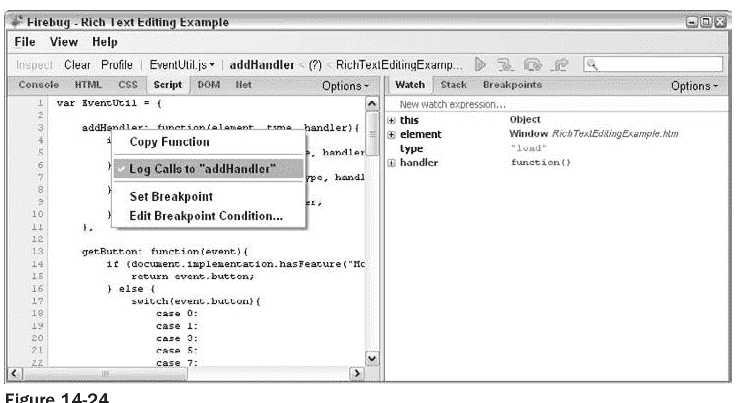 Firebug - Rich Text Editing Example
File View Help
Inspect Clear Profile | EventUtil.js | addHandler < (?) < RichTextEditingExamp...
Console HTML CSS Script DOM Net Options
Watch Stack Breakpoints Options
1 var EventUtil = {
2
3 addHandler: function(element, type, handler){
4
5 , handler
6 }
7 ype, handl
8 }
9 er,
10 }
11 },
12
13 getButton: function(event){
14 if (document.implementation.hasFeature("Mo
15 return event.button;
16 } else {
17 switch(event.button){
18 case 0:
19 case 1:
20 case 3:
21 case 5:
22 case 7:
Copy Function
Log Calls to "addHandler"
Set Breakpoint
Edit Breakpoint Condition...
New watch expression...
this Object
element Window RichTextEditingExample.htm
type "load"
handler function()
Figure 14-24